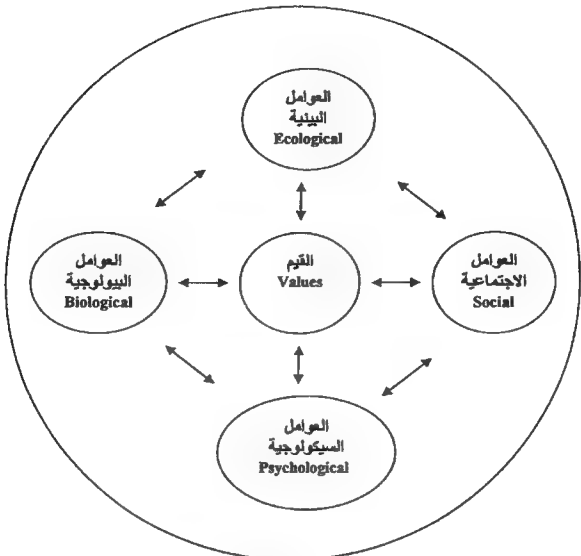 العوامل
البيئية
Ecological
العوامل
البيولوجية
Biological
القيم
Values
العوامل
الاجتماعية
Social
العوامل
السيكولوجية
Psychological